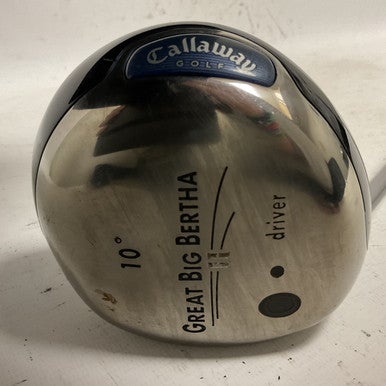 Callaway
GOLF
10°
GREAT BIG BERTHA
II
driver